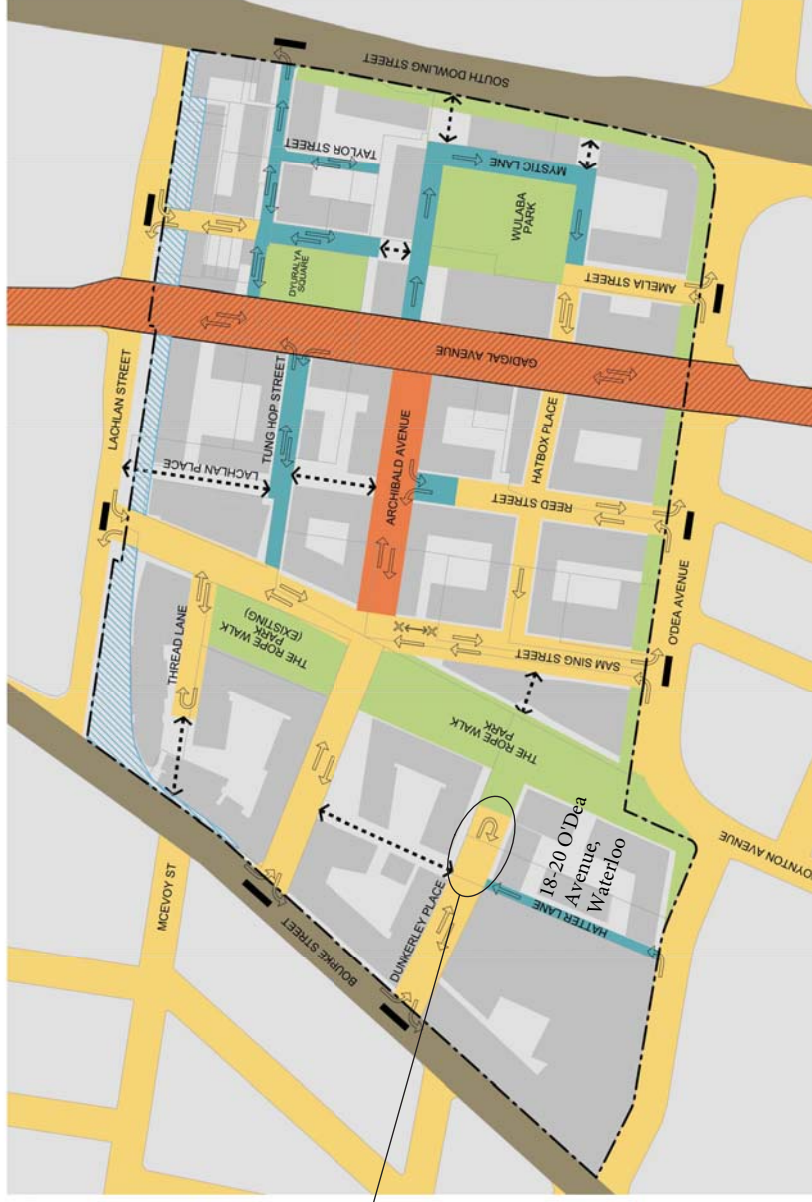 SOUTH DOWLING STREET
TAYLOR STREET
MYSTIC LANE
WULABA
PARK
DYURALYA
SQUARE
AMELIA STREET
GADIGAL AVENUE
LACHLAN STREET
TUNG HOP STREET
LACHLAN PLACE
ARCHIBALD AVENUE
HATBOX PLACE
REED STREET
O'DEA AVENUE
THREAD LANE
THE ROPE WALK
PARK
(EXISTING)
SAM SING STREET
THE ROPE WALK
PARK
MCEVOY ST
BOURKE STREET
DUNKERLEY PLACE
HATTER LANE
18-20 O'Dea
Avenue,
Waterloo
OYNTON AVENUE